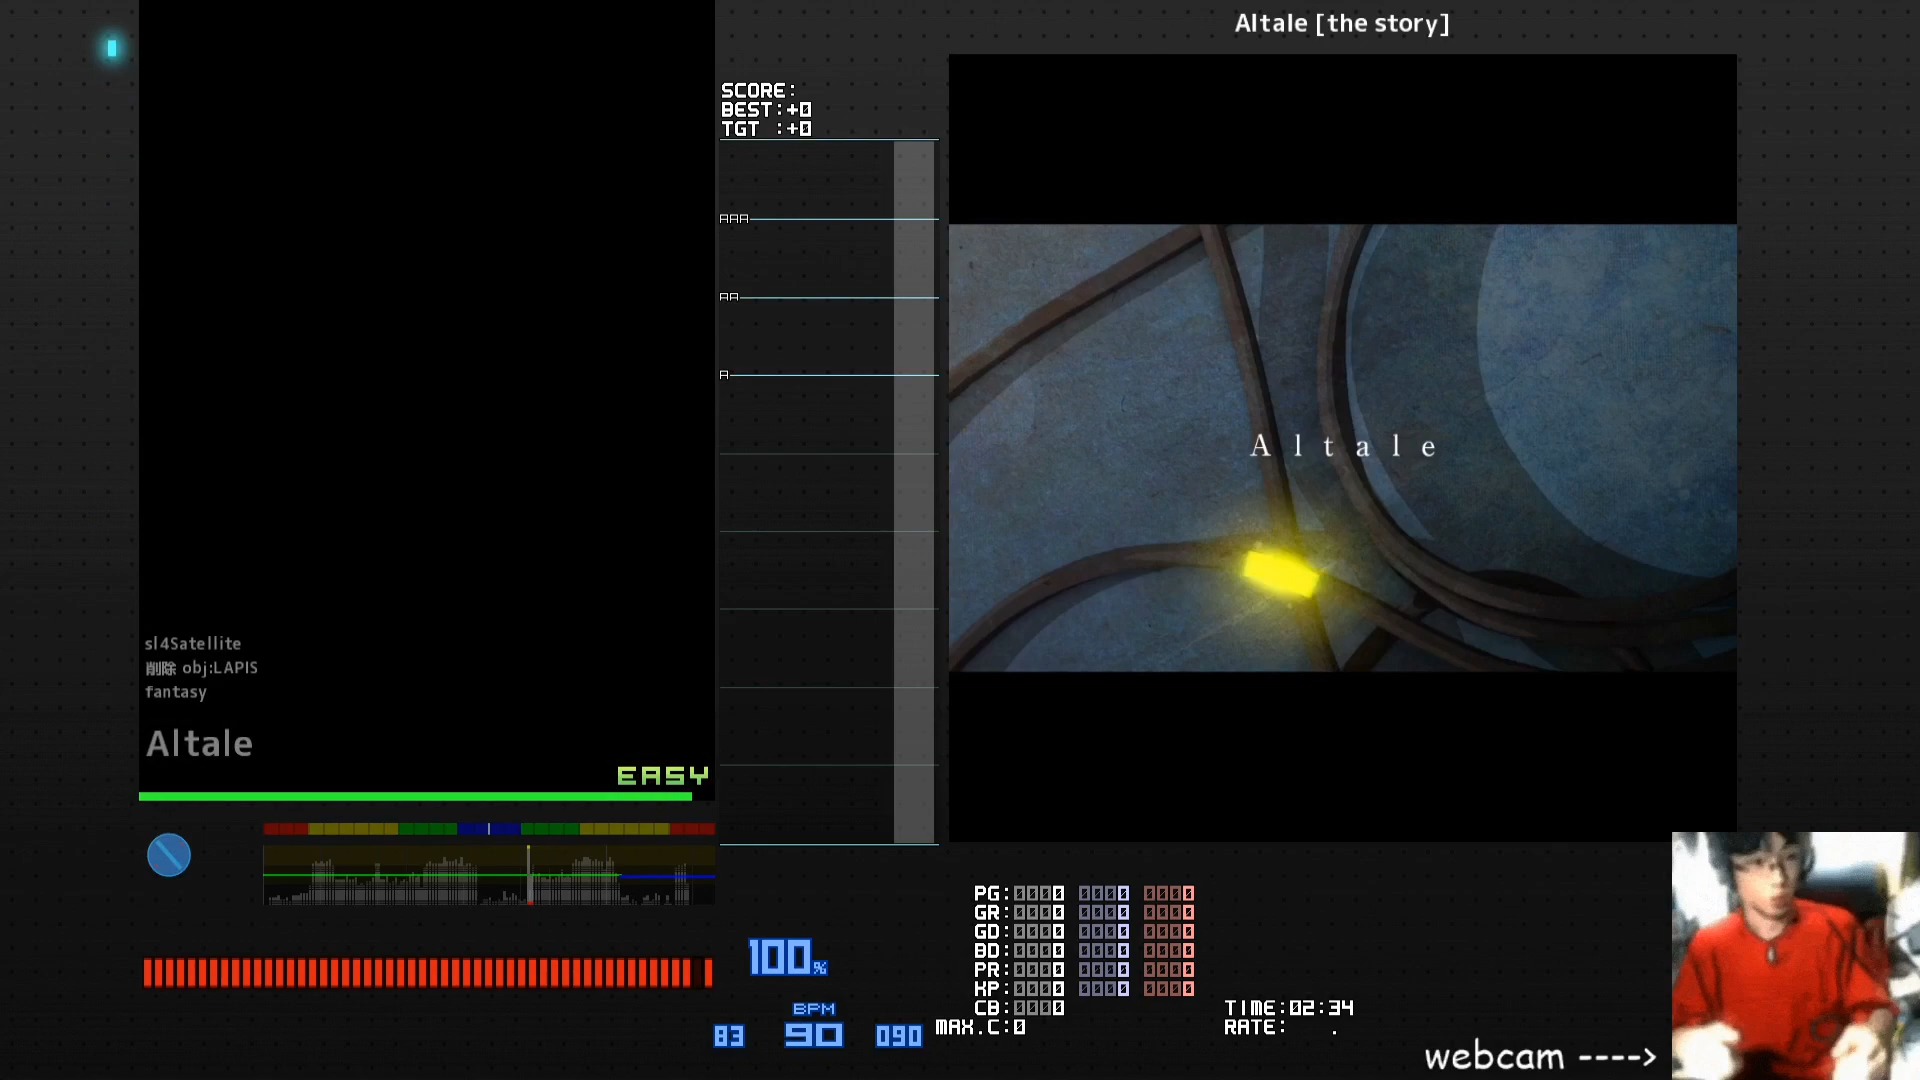 Altale [the story]
SCORE:
BEST:+0
TGT :+0
AAA
AA
A
Altale
sl4Satellite
削除 obj:LAPIS
fantasy
Altale
EASY
100%
BPM
83 90 090
PG:0000 0000 0000
GR:0000 0000 0000
GD:0000 0000 0000
BD:0000 0000 0000
PR:0000 0000 0000
KP:0000 0000 0000
CB:0000
MAX.C:0
TIME:02:34
RATE: .
webcam ---->